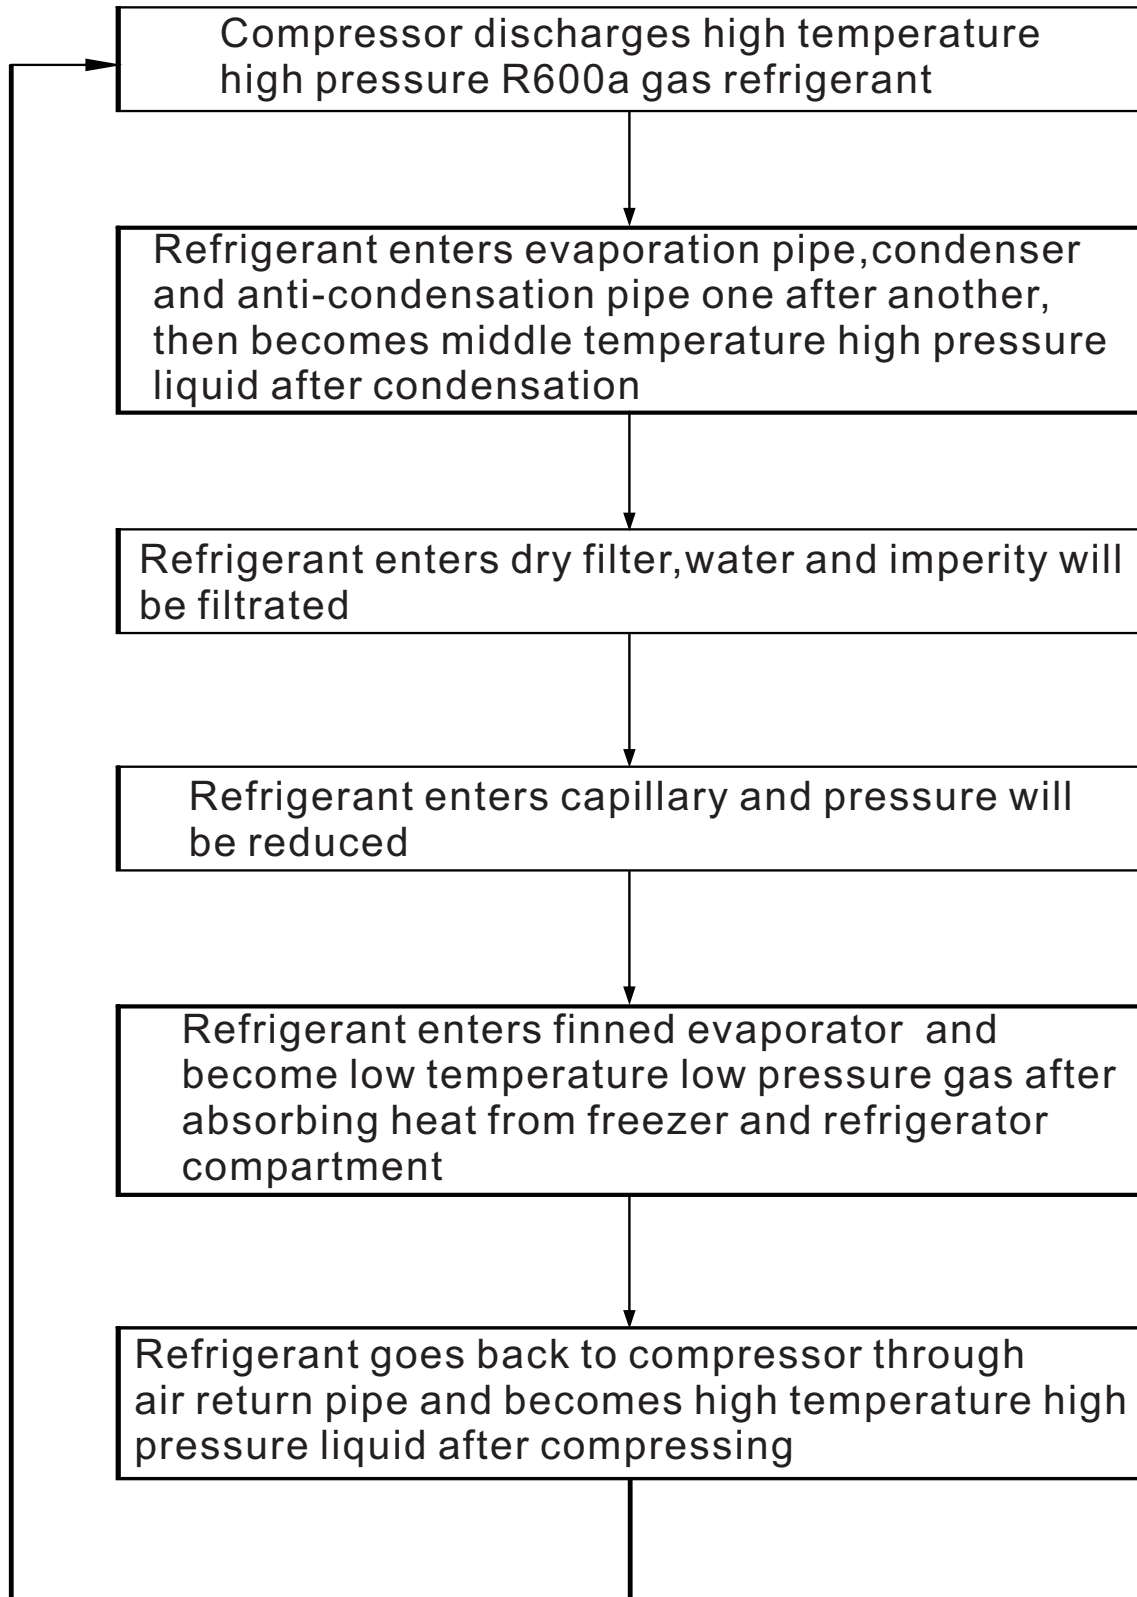 Compressor discharges high temperature
high pressure R600a gas refrigerant
Refrigerant enters evaporation pipe,condenser
and anti-condensation pipe one after another,
then becomes middle temperature high pressure
liquid after condensation
Refrigerant enters dry filter,water and imperity will
be filtrated
Refrigerant enters capillary and pressure will
be reduced
Refrigerant enters finned evaporator  and
become low temperature low pressure gas after
absorbing heat from freezer and refrigerator
compartment
Refrigerant goes back to compressor through
air return pipe and becomes high temperature high
pressure liquid after compressing